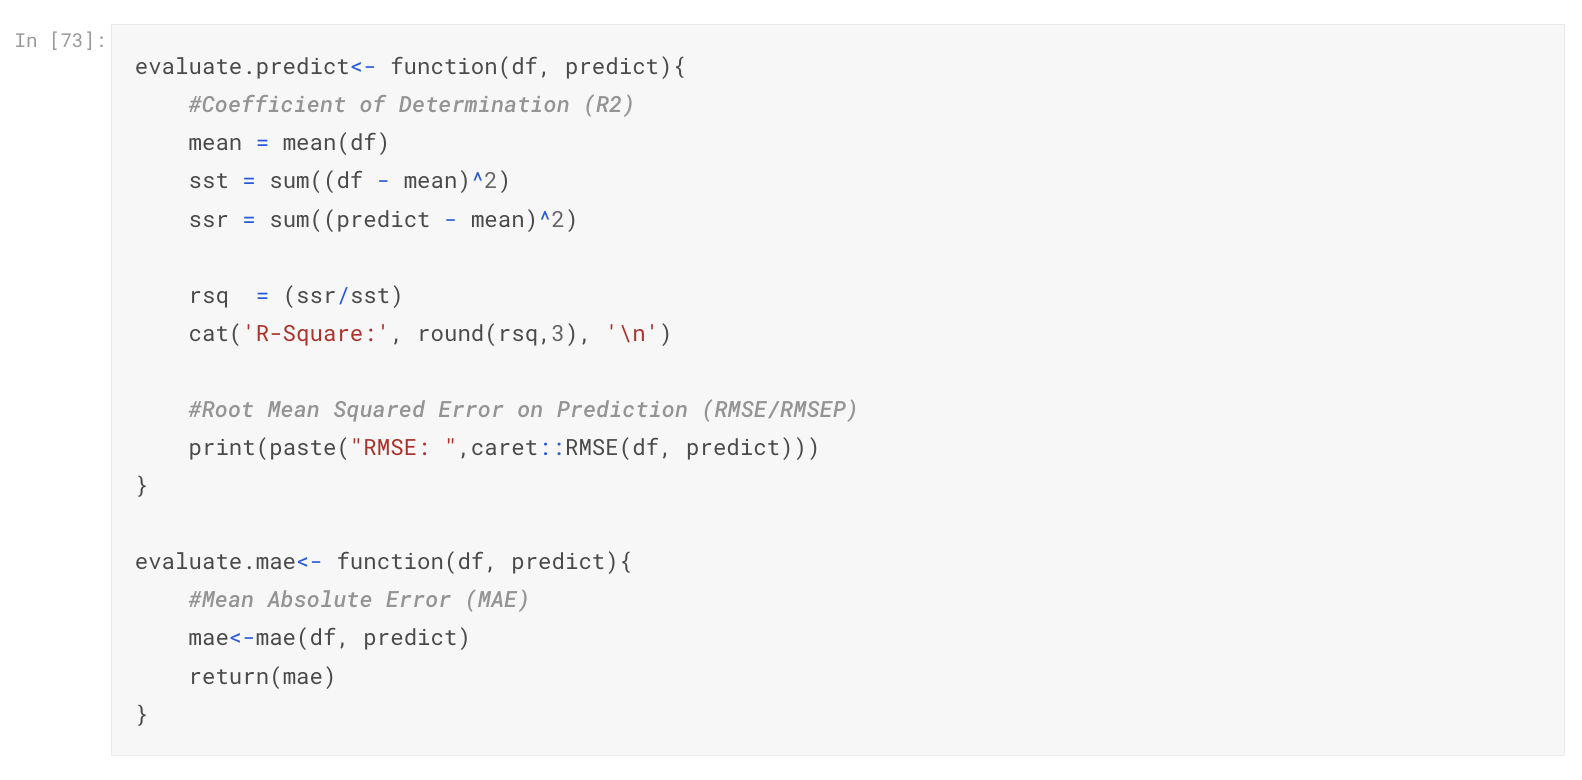 In [73]:
evaluate.predict<- function(df, predict){
    #Coefficient of Determination (R2)
    mean = mean(df)
    sst = sum((df - mean)^2)
    ssr = sum((predict - mean)^2)

    rsq  = (ssr/sst)
    cat('R-Square:', round(rsq,3), '\n')

    #Root Mean Squared Error on Prediction (RMSE/RMSEP)
    print(paste("RMSE: ",caret::RMSE(df, predict)))
}

evaluate.mae<- function(df, predict){
    #Mean Absolute Error (MAE)
    mae<-mae(df, predict)
    return(mae)
}